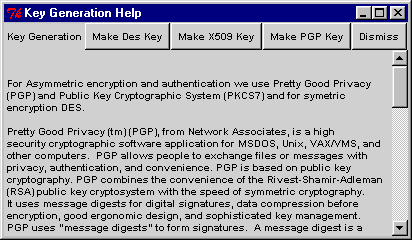 Key Generation Help
Key Generation Make Des Key Make X509 Key Make PGP Key Dismiss
For Asymmetric encryption and authentication we use Pretty Good Privacy
(PGP) and Public Key Cryptographic System (PKCS7) and for symetric
encryption DES.
Pretty Good Privacy(tm) (PGP), from Network Associates, is a high
security cryptographic software application for MSDOS, Unix, VAX/VMS, and
other computers. PGP allows people to exchange files or messages with
privacy, authentication, and convenience. PGP is based on public key
cryptography. PGP combines the convenience of the Rivest-Shamir-Adleman
(RSA) public key cryptosystem with the speed of symmetric cryptography.
It uses message digests for digital signatures, data compression before
encryption, good ergonomic design, and sophisticated key management.
PGP uses "message digests" to form signatures. A message digest is a